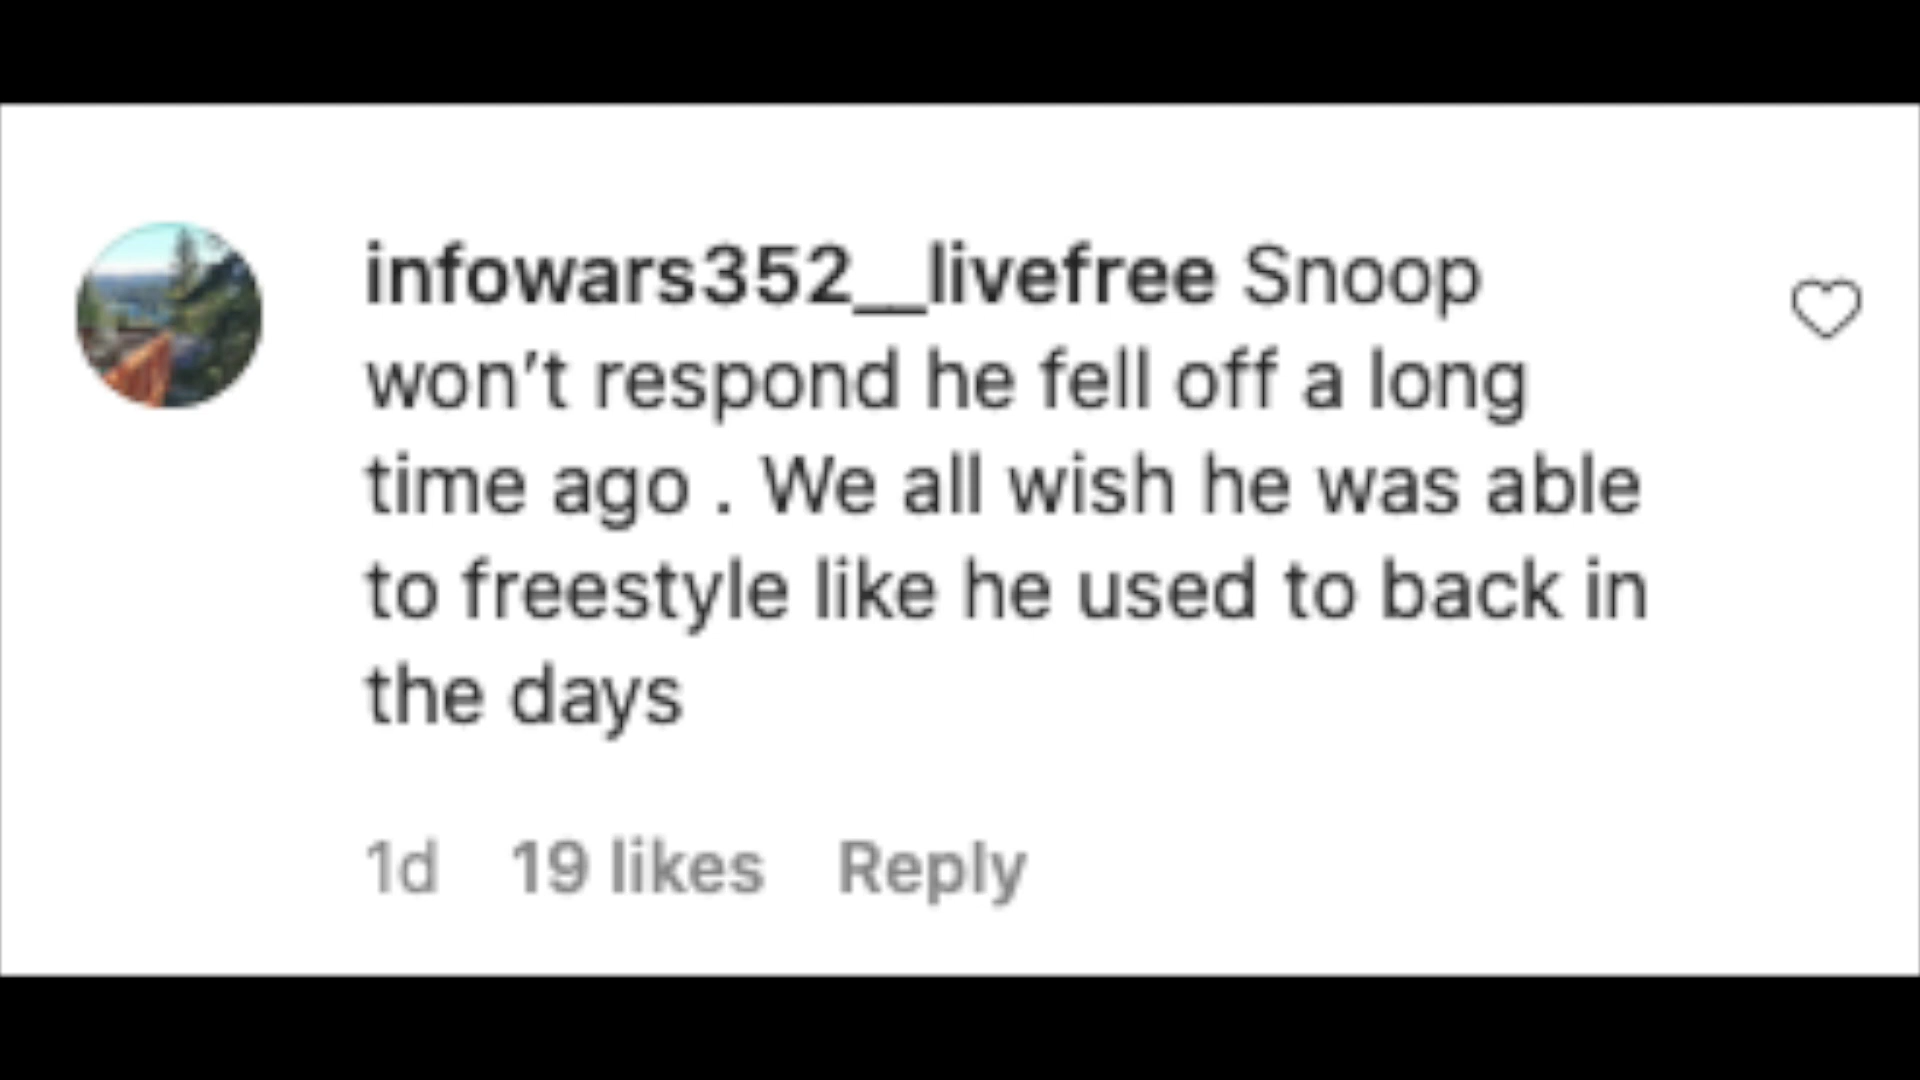 infowars352__livefree Snoop
won’t respond he fell off a long
time ago . We all wish he was able
to freestyle like he used to back in
the days
1d 19 likes Reply